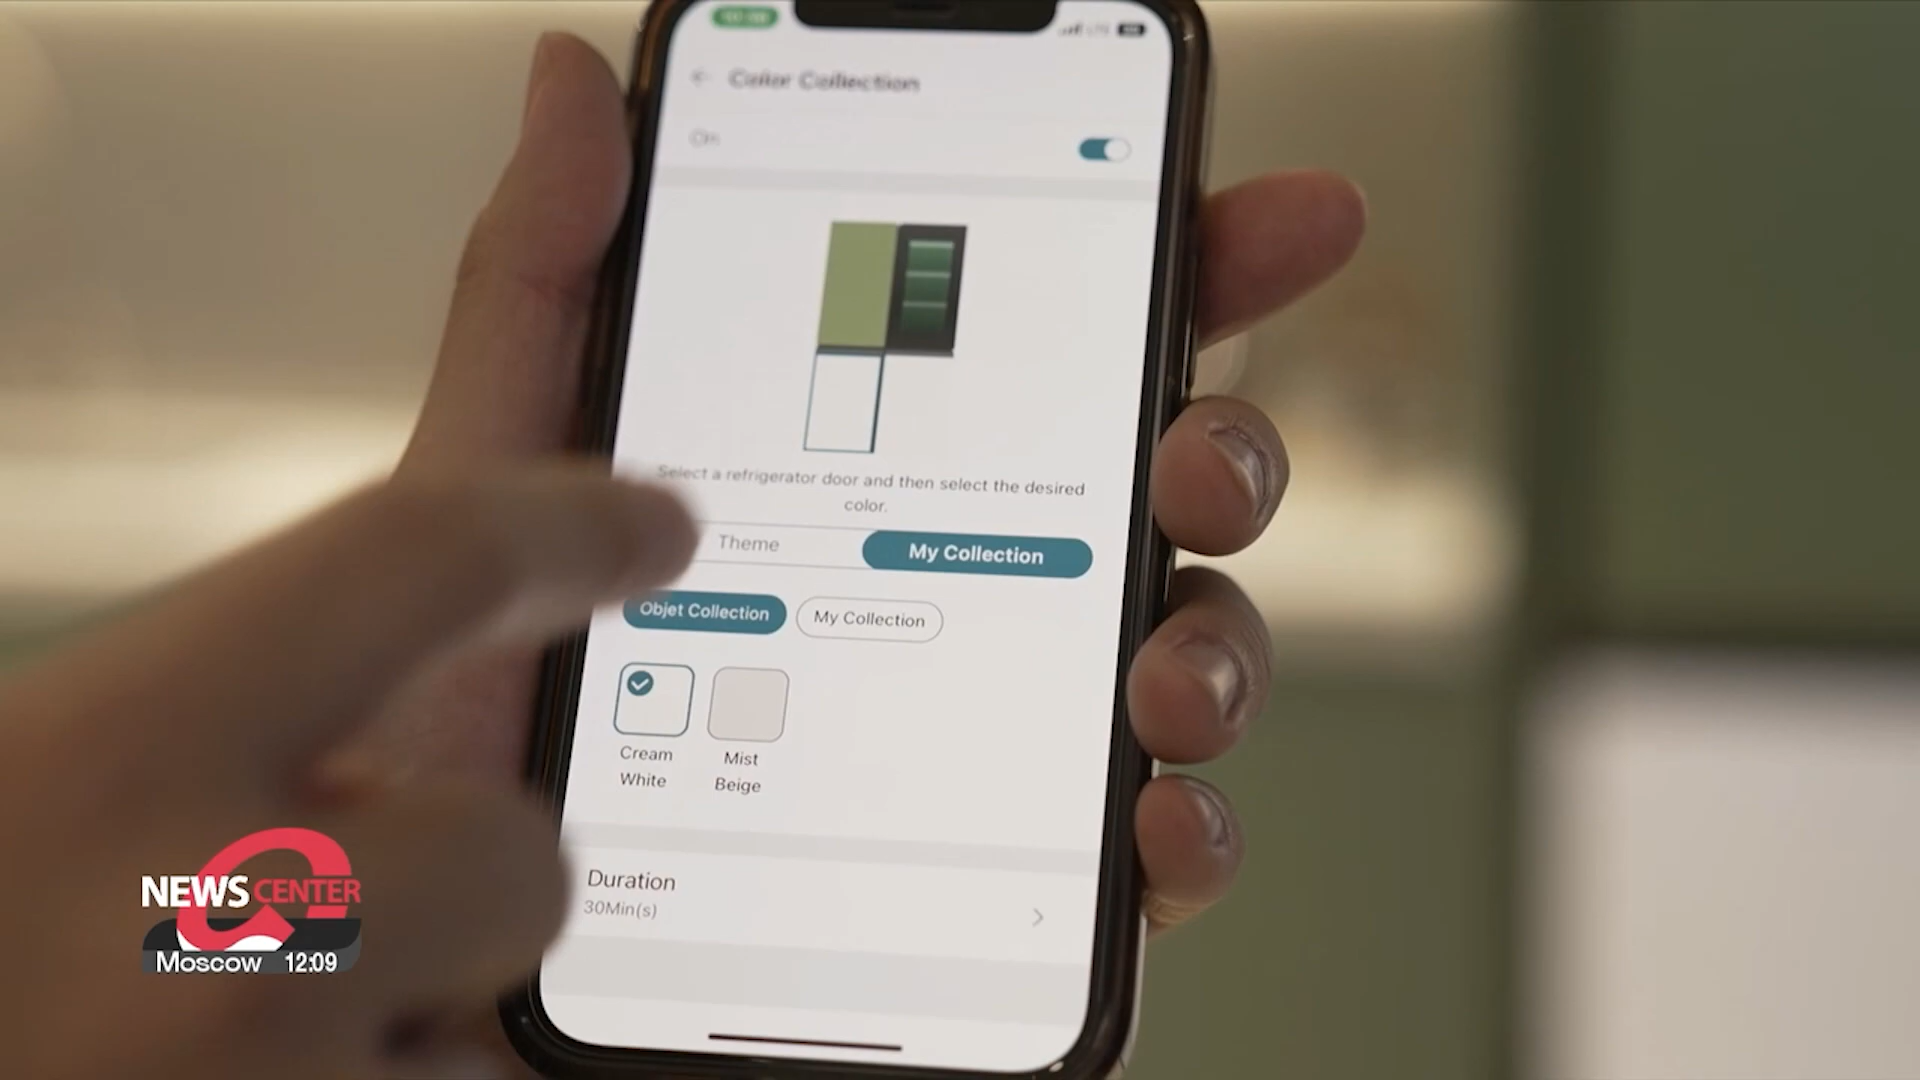 Color Collection
On
Select a refrigerator door and then select the desired
color.
Theme
My Collection
Objet Collection
My Collection
Cream
White
Mist
Beige
Duration
30Min(s)
NEWS CENTER
Moscow 12:09